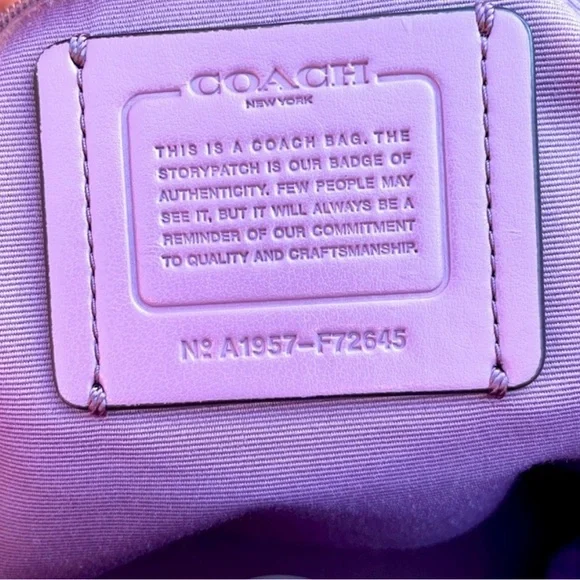 COACH
NEW YORK
THIS IS A COACH BAG. THE
STORYPATCH IS OUR BADGE OF
AUTHENTICITY. FEW PEOPLE MAY
SEE IT, BUT IT WILL ALWAYS BE A
REMINDER OF OUR COMMITMENT
TO QUALITY AND CRAFTSMANSHIP.
Nº A1957-F72645